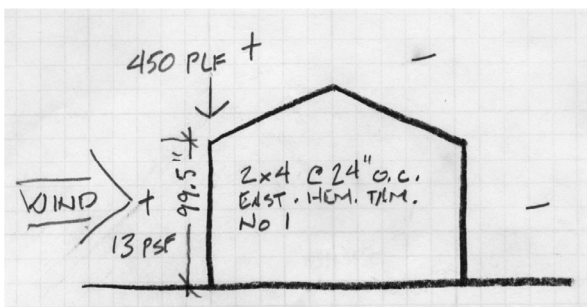 450 PLF +
-
99.5"
2x4 @ 24" O.C.
EAST. HEM. TAM.
NO 1
WIND
+
13 PSF
-